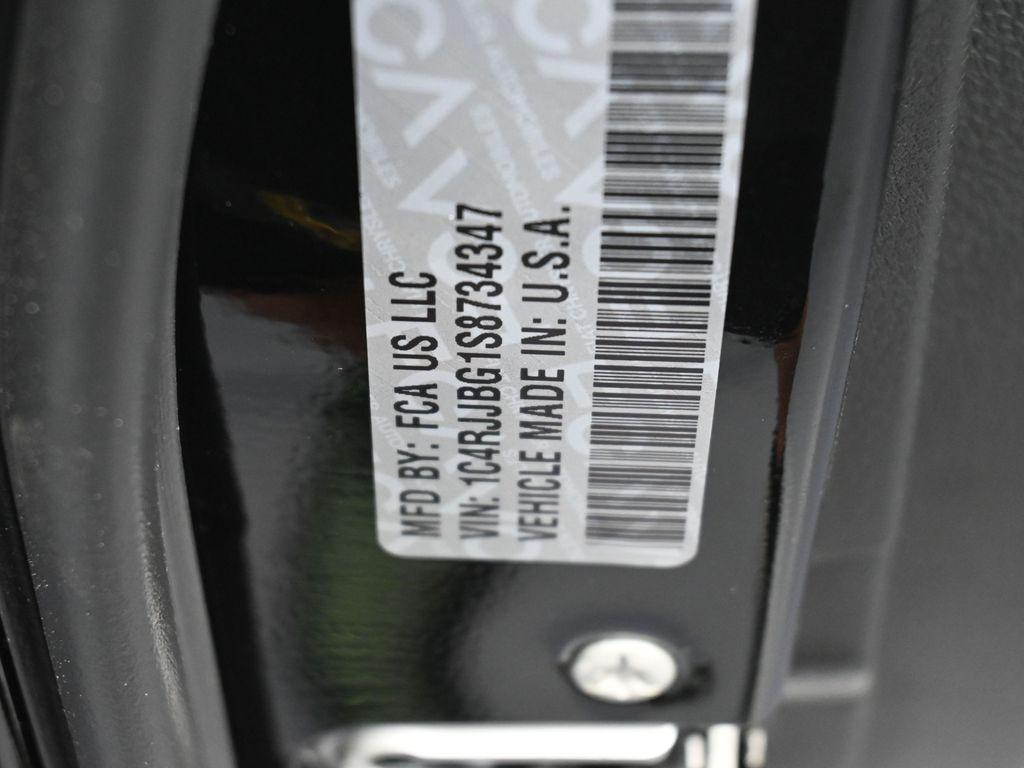 MFD BY: FCA US LLC
VIN: 1C4RJJBG1S8734347
VEHICLE MADE IN: U.S.A.